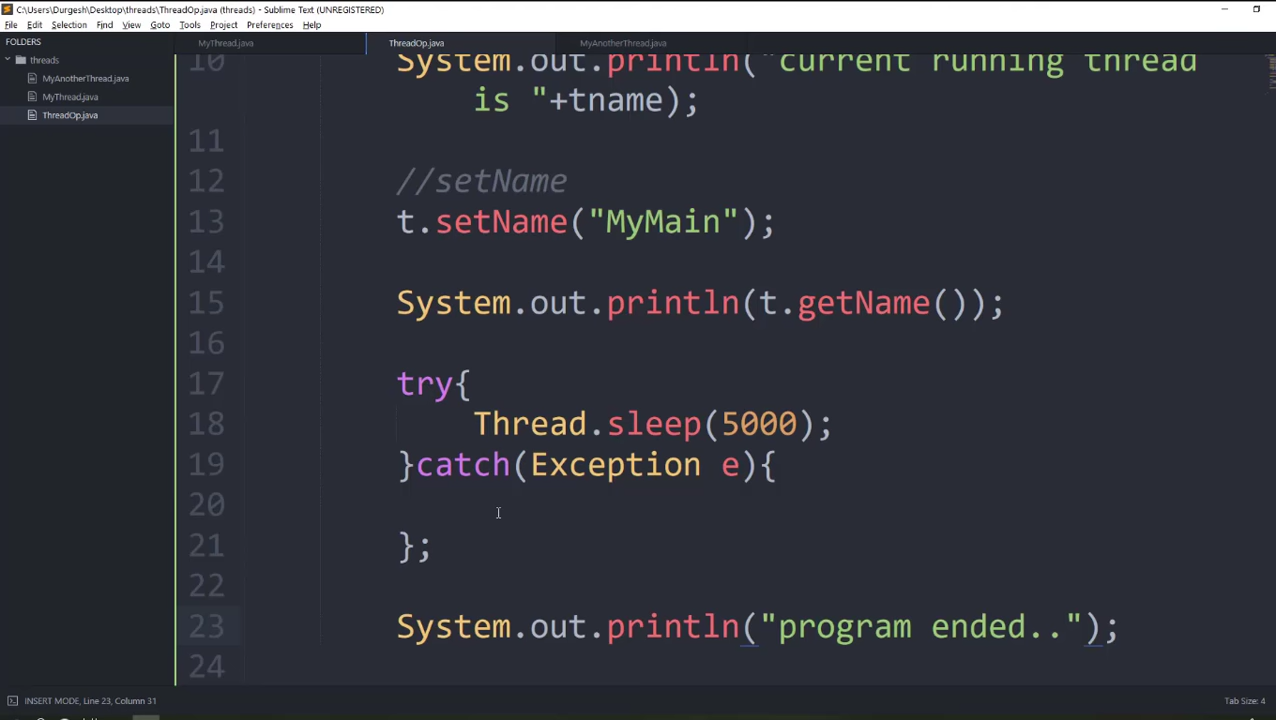 C:\Users\Durgesh\Desktop\threads\ThreadOp.java (threads) - Sublime Text (UNREGISTERED)
File Edit Selection Find View Goto Tools Project Preferences Help
FOLDERS
threads
MyAnotherThread.java
MyThread.java
ThreadOp.java
MyThread.java ThreadOp.java MyAnotherThread.java
10 System.out.println("current running thread
is "+tname);
11
12 //setName
13 t.setName("MyMain");
14
15 System.out.println(t.getName());
16
17 try{
18 Thread.sleep(5000);
19 }catch(Exception e){
20
21 };
22
23 System.out.println("program ended..");
24
INSERT MODE, Line 23, Column 31 Tab Size: 4